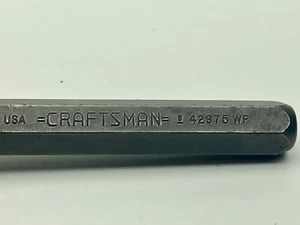 USA =CRAFTSMAN= 42975 WF